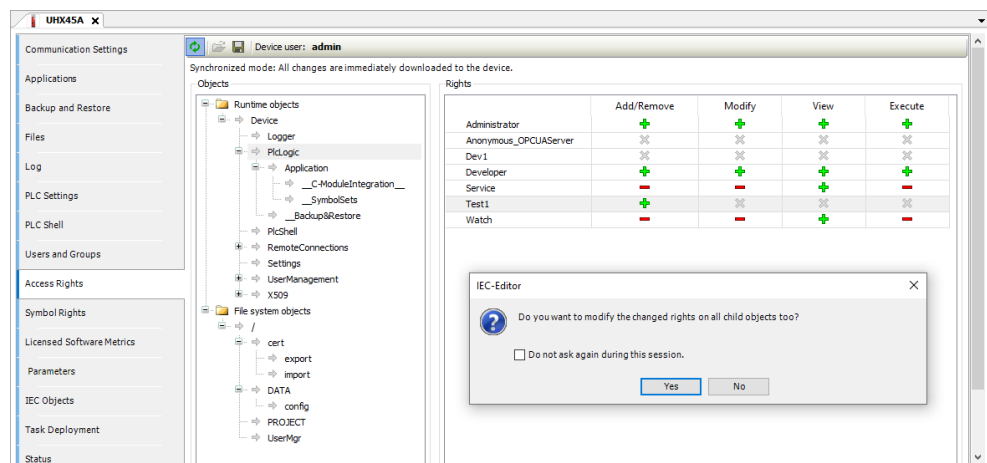 UHX45A
Communication Settings
Applications
Backup and Restore
Files
Log
PLC Settings
PLC Shell
Users and Groups
Access Rights
Symbol Rights
Licensed Software Metrics
Parameters
IEC Objects
Task Deployment
Status
Device user: admin
Synchronized mode: All changes are immediately downloaded to the device.
Objects
Runtime objects
Device
Logger
PlcLogic
Application
__C-ModuleIntegration__
__SymbolSets
__Backup&Restore
PlcShell
RemoteConnections
Settings
UserManagement
X509
File system objects
/
cert
export
import
DATA
config
PROJECT
UserMgr
Rights
Add/Remove Modify View Execute
Administrator
Anonymous_OPCUAServer
Dev1
Developer
Service
Test1
Watch
IEC-Editor
Do you want to modify the changed rights on all child objects too?
Do not ask again during this session.
Yes No